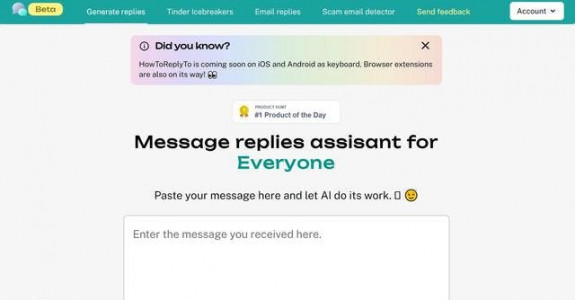 Beta Generate replies Tinder Icebreakers Email replies Scam email detector Send feedback Account
Did you know?
HowToReplyTo is coming soon on iOS and Android as keyboard. Browser extensions
are also on its way! 👀
PRODUCT HUNT
#1 Product of the Day
Message replies assisant for
Everyone
Paste your message here and let AI do its work. 😉
Enter the message you received here.